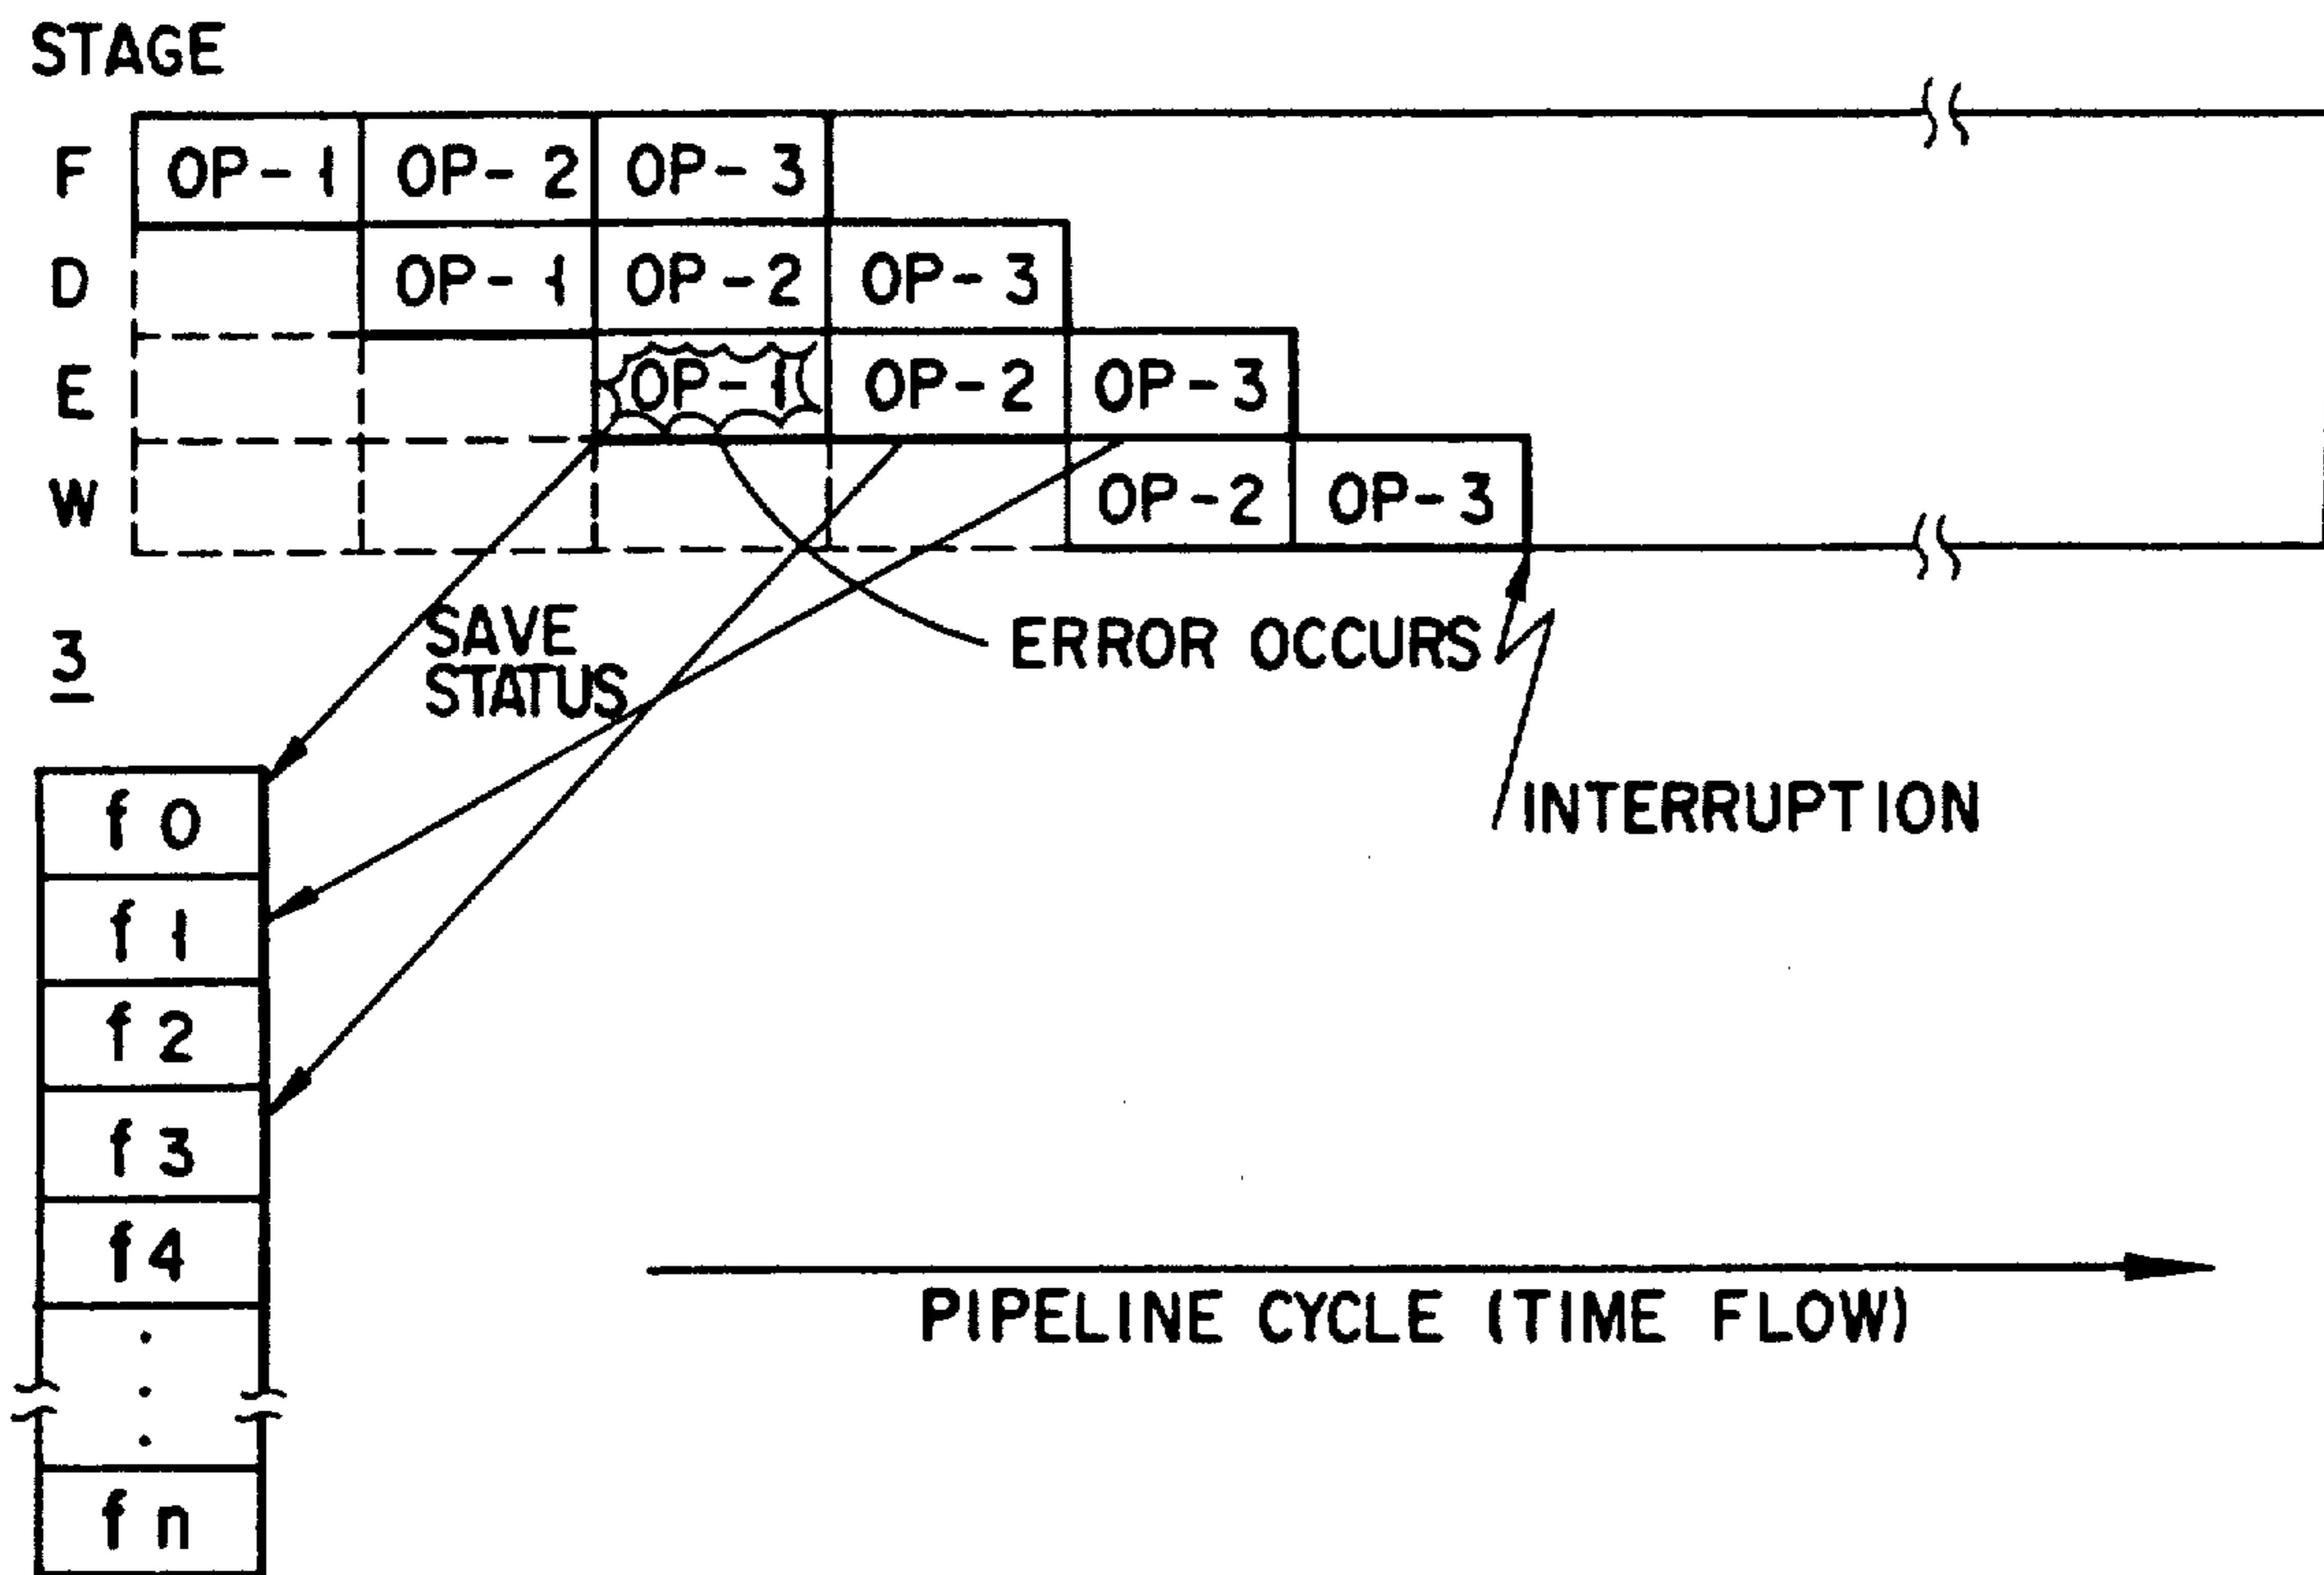 STAGE
F OP-1 OP-2 OP-3
D OP-1 OP-2 OP-3
E OP-1 OP-2 OP-3
W OP-2 OP-3
3
SAVE
STATUS
ERROR OCCURS
INTERRUPTION
f0
f1
f2
f3
f4
fn
PIPELINE CYCLE (TIME FLOW)